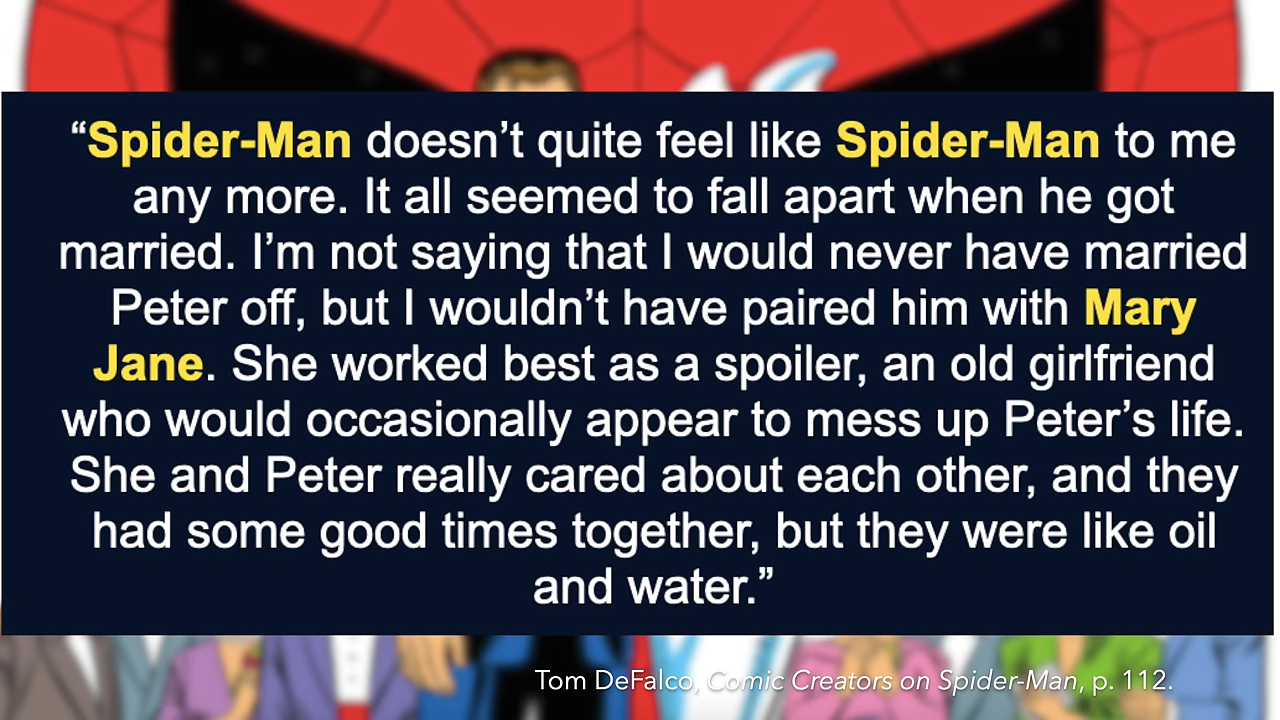 “Spider-Man doesn’t quite feel like Spider-Man to me
any more. It all seemed to fall apart when he got
married. I’m not saying that I would never have married
Peter off, but I wouldn’t have paired him with Mary
Jane. She worked best as a spoiler, an old girlfriend
who would occasionally appear to mess up Peter’s life.
She and Peter really cared about each other, and they
had some good times together, but they were like oil
and water.”
Tom DeFalco, Comic Creators on Spider-Man, p. 112.